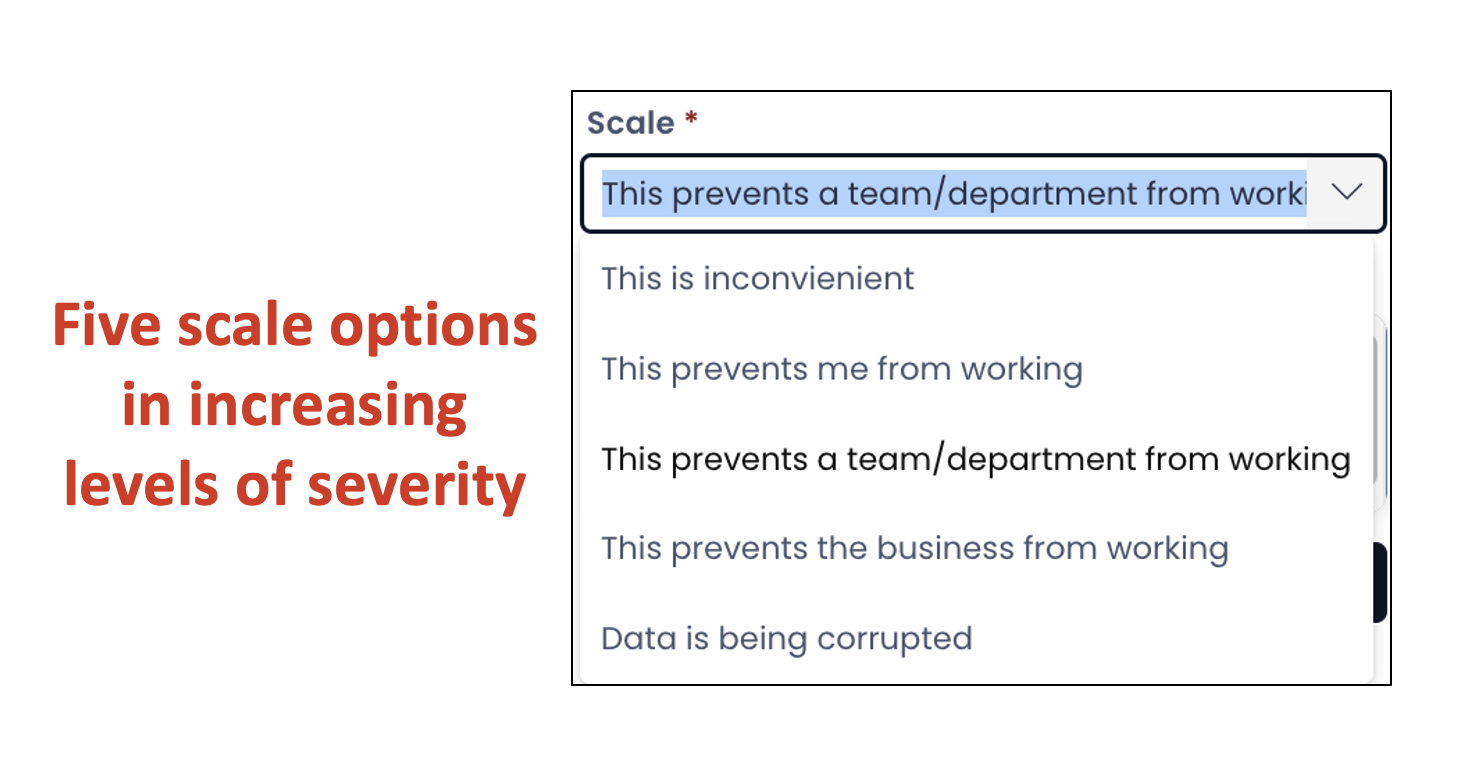 Five scale options
in increasing
levels of severity
Scale *
This prevents a team/department from worki
This is inconvienient
This prevents me from working
This prevents a team/department from working
This prevents the business from working
Data is being corrupted